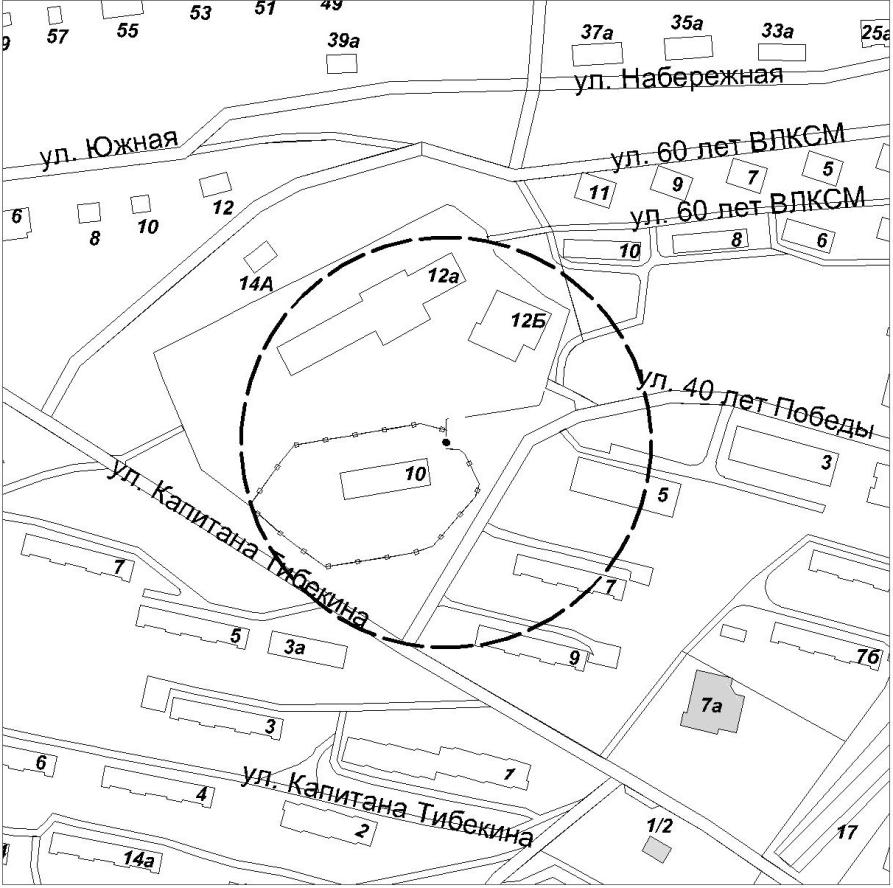 53
51
49
9
57
55
39а
37а
35а
33а
25а
ул. Набережная
ул. Южная
ул. 60 лет ВЛКСМ
11
9
7
5
6
8
10
12
ул. 60 лет ВЛКСМ
10
8
6
14А
12а
12Б
ул. 40 лет Победы
3
10
5
ул. Капитана Тибекина
7
7
5
3а
9
7б
7а
3
6
4
1
ул. Капитана Тибекина
2
1/2
17
14а